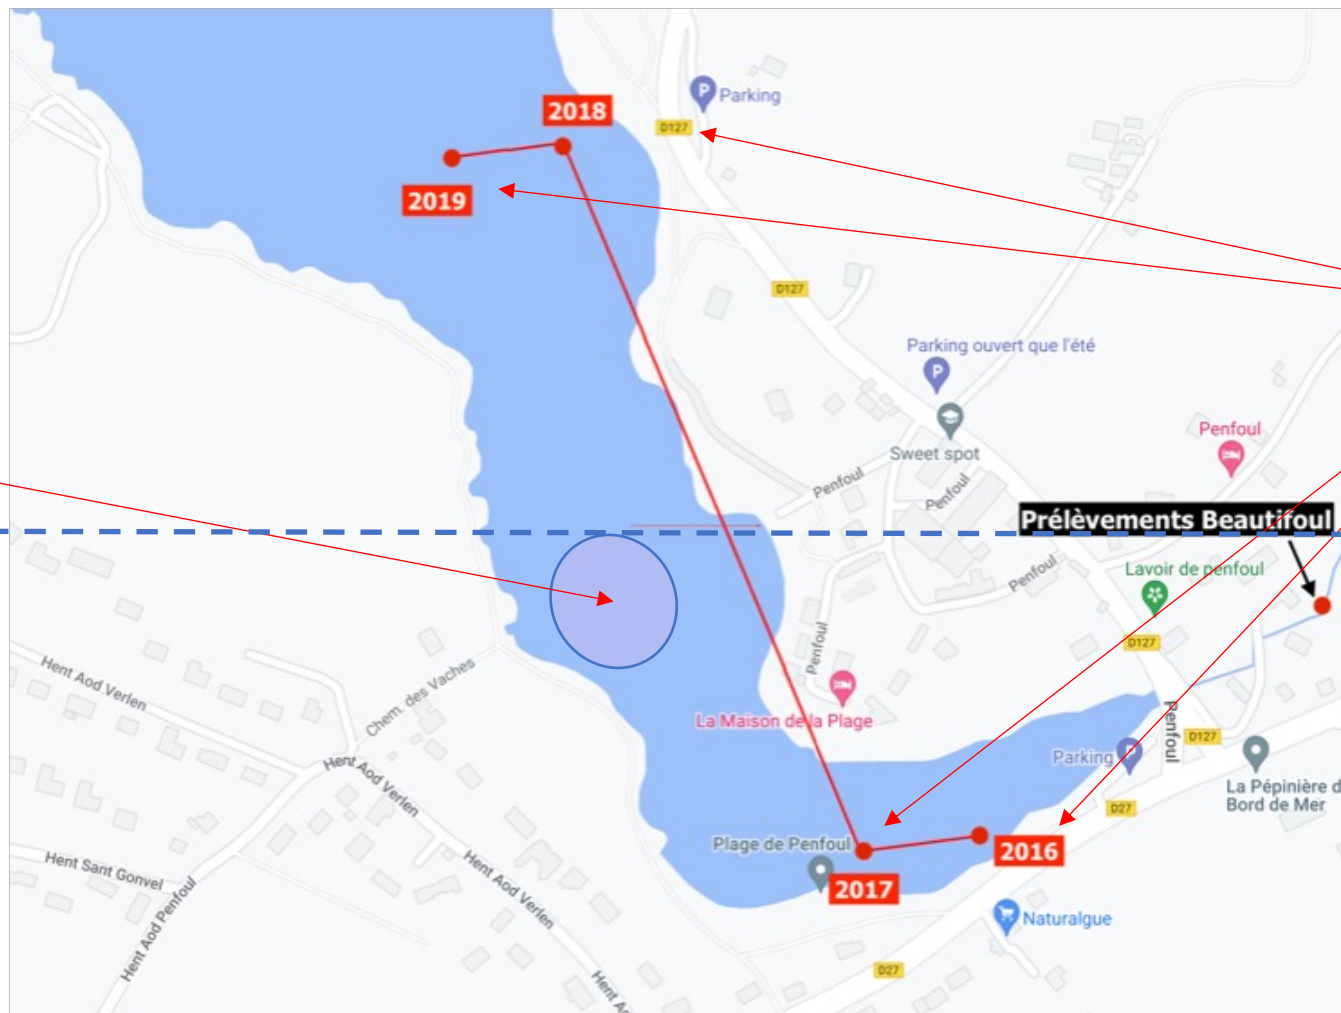 Parking
2018
D127
2019
D127
Parking ouvert que l'été
Sweet spot
Penfoul
Penfoul
Penfoul
Prélèvements Beautifoul
Penfoul
Lavoir de penfoul
Penfoul
D127
Hent Aod Verlen
Chem. des Vaches
La Maison de la Plage
Penfoul
D127
Parking
Hent Aod Verlen
La Pépinière d
Bord de Mer
D27
Plage de Penfoul
2016
2017
Hent Sant Gonvel
Hent Aod Verlen
Hent Aod Penfoul
Naturalgue
D27
Hent A